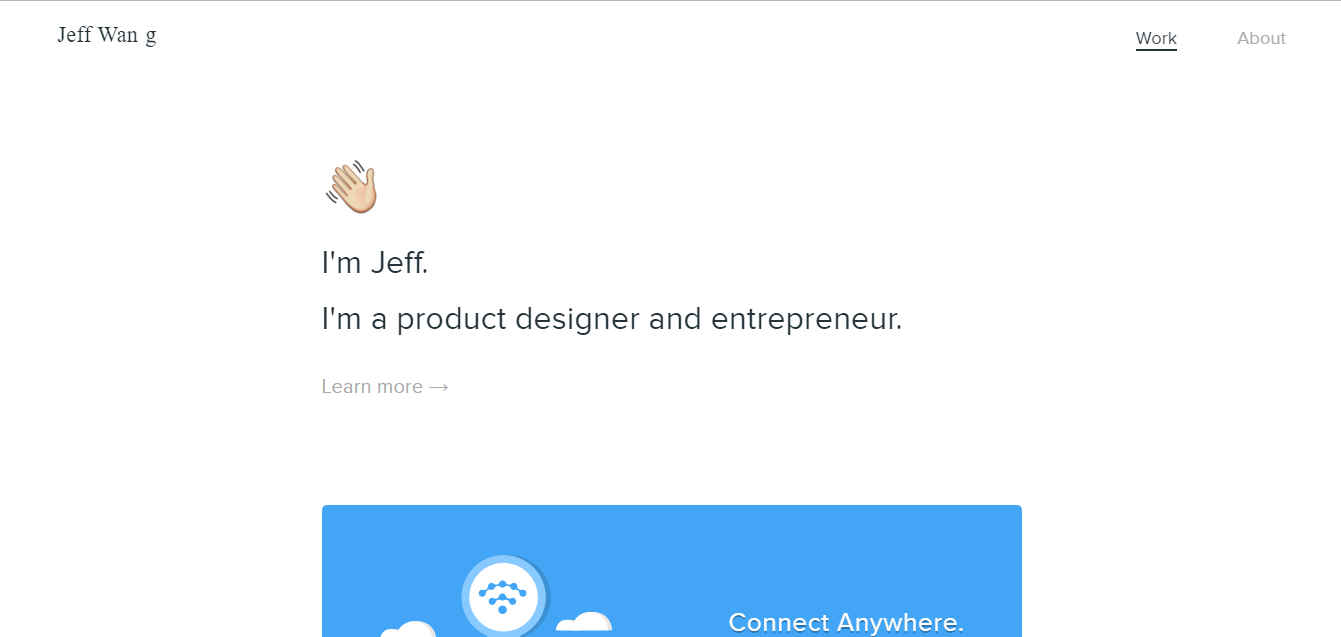 Jeff Wan g
Work
About
I'm Jeff.
I'm a product designer and entrepreneur.
Learn more →
Connect Anywhere.